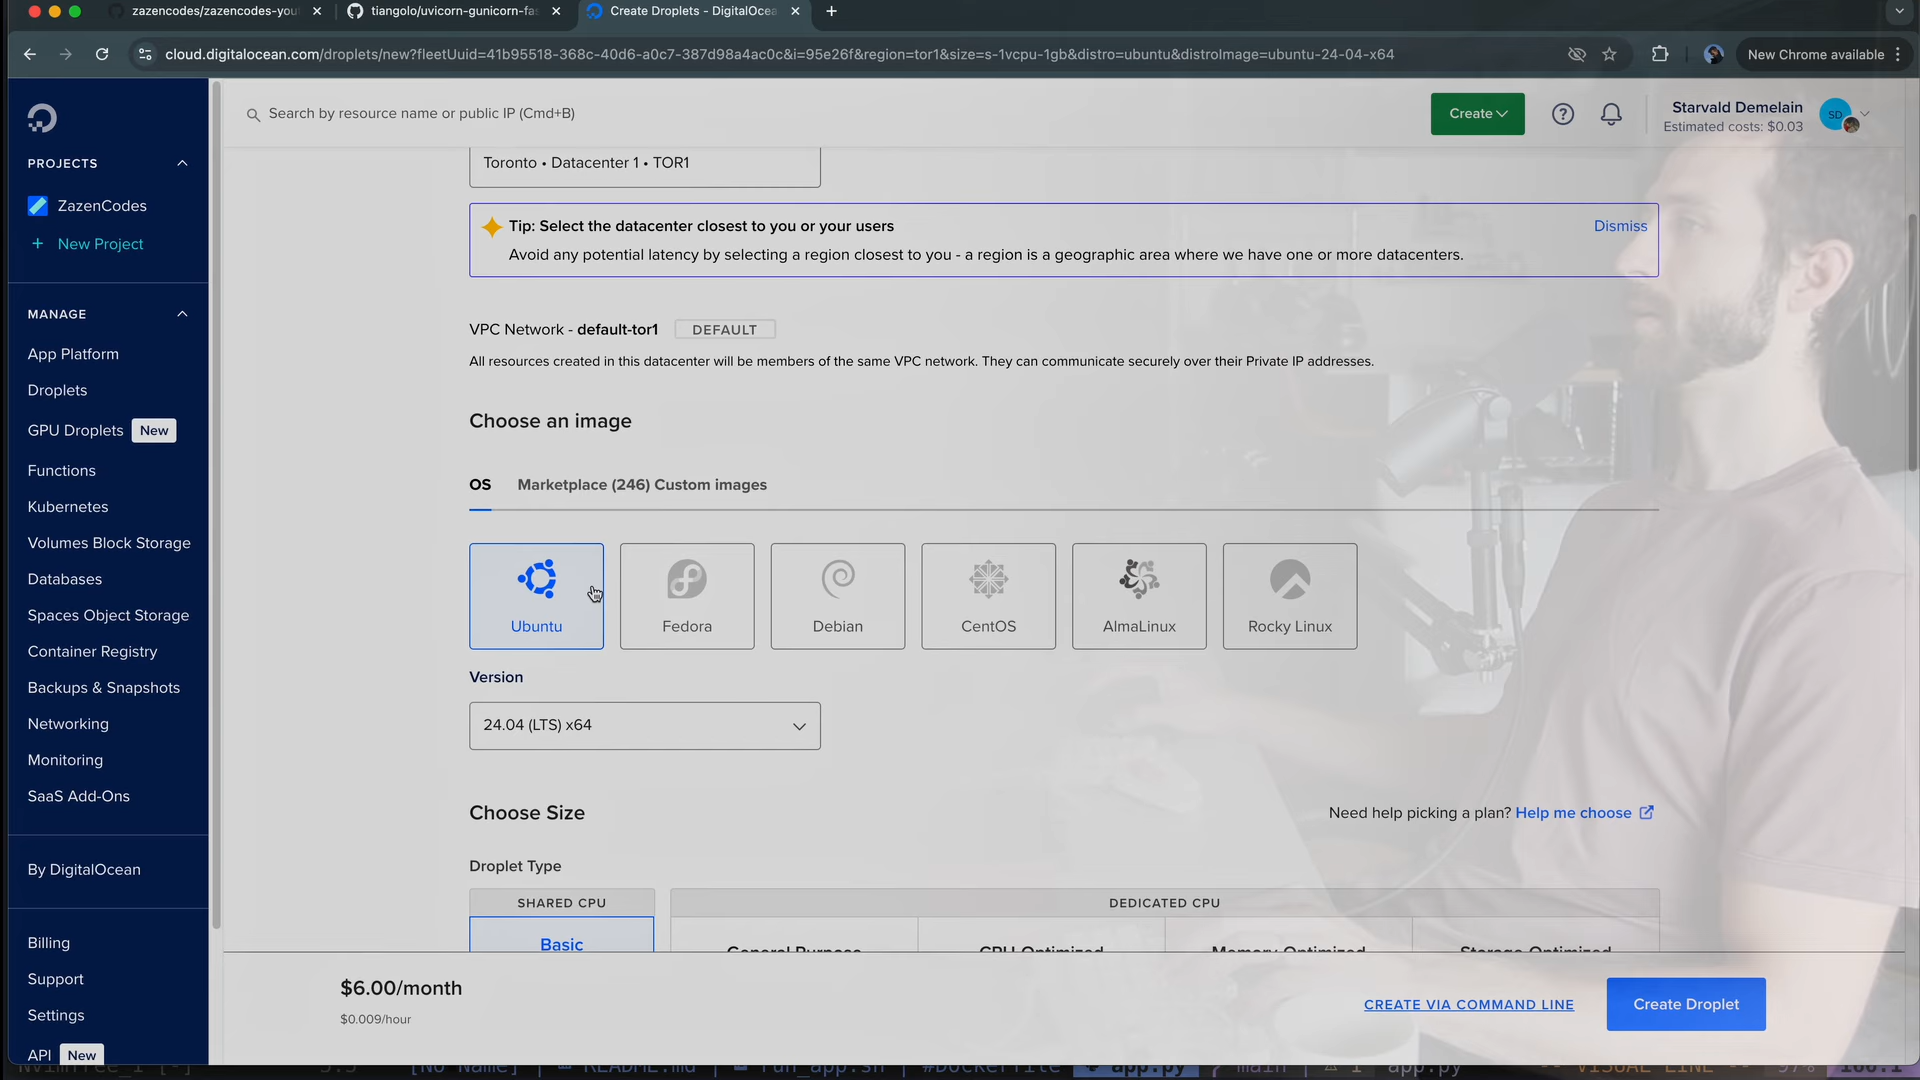 zazencodes/zazencodes-you
tiangolo/uvicorn-gunicorn-fas
Create Droplets - DigitalOcea
cloud.digitalocean.com/droplets/new?fleetUuid=41b95518-368c-40d6-a0c7-387d98a4ac0c&i=95e26f&region=tor1&size=s-1vcpu-1gb&distro=ubuntu&distroImage=ubuntu-24-04-x64
New Chrome available
Search by resource name or public IP (Cmd+B)
Create
Starvald Demelain
Estimated costs: $0.03
SD
PROJECTS
ZazenCodes
+ New Project
MANAGE
App Platform
Droplets
GPU Droplets New
Functions
Kubernetes
Volumes Block Storage
Databases
Spaces Object Storage
Container Registry
Backups & Snapshots
Networking
Monitoring
SaaS Add-Ons
By DigitalOcean
Billing
Support
Settings
API New
Toronto • Datacenter 1 • TOR1
Tip: Select the datacenter closest to you or your users
Dismiss
Avoid any potential latency by selecting a region closest to you - a region is a geographic area where we have one or more datacenters.
VPC Network - default-tor1 DEFAULT
All resources created in this datacenter will be members of the same VPC network. They can communicate securely over their Private IP addresses.
Choose an image
OS Marketplace (246) Custom images
Ubuntu Fedora Debian CentOS AlmaLinux Rocky Linux
Version
24.04 (LTS) x64
Choose Size
Need help picking a plan? Help me choose
Droplet Type
SHARED CPU DEDICATED CPU
Basic General Purpose CPU Optimized Memory Optimized Storage Optimized
$6.00/month
$0.009/hour
CREATE VIA COMMAND LINE
Create Droplet
NvimTree_1 [-] [No Name] README.md run_app.sh #Dockerfile app.py main app.py VISUAL LINE 97%